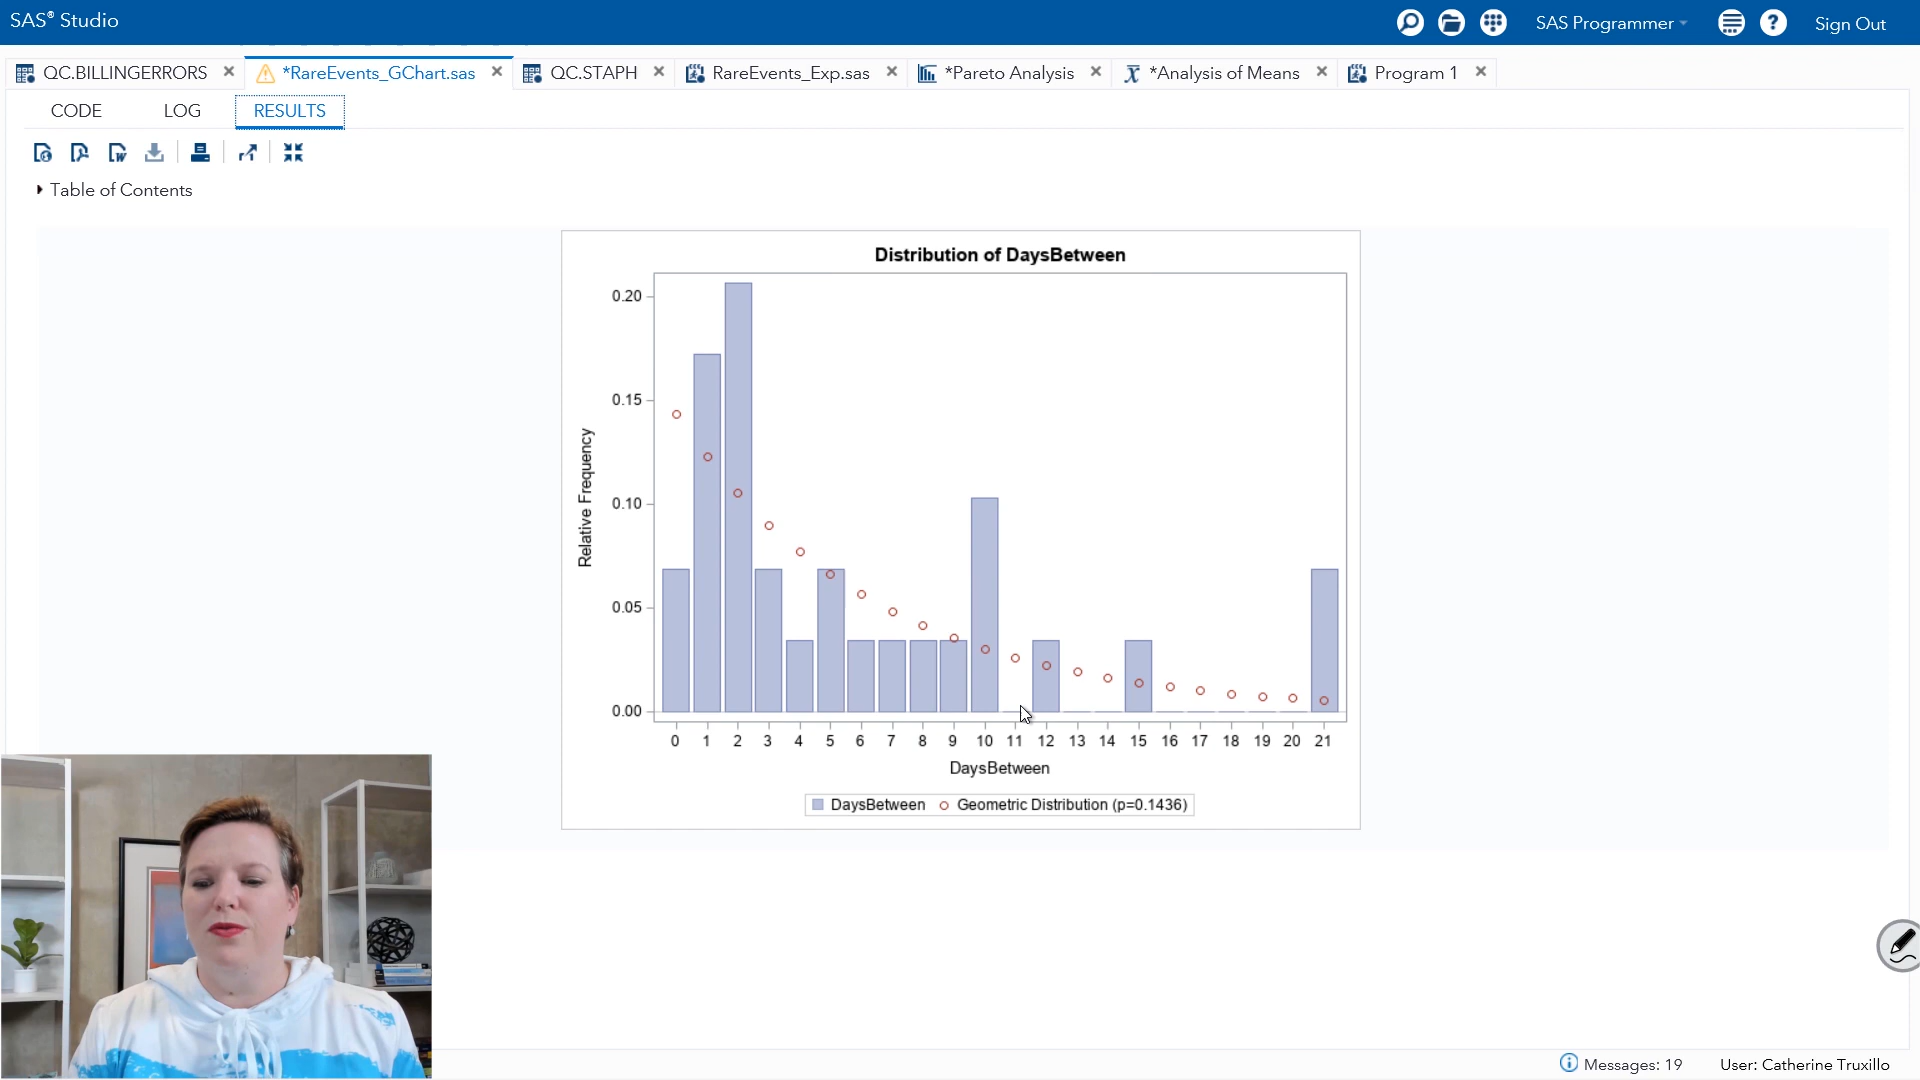 SAS® Studio
SAS Programmer
Sign Out
QC.BILLINGERRORS
*RareEvents_GChart.sas
QC.STAPH
RareEvents_Exp.sas
*Pareto Analysis
*Analysis of Means
Program 1
CODE
LOG
RESULTS
Table of Contents
Distribution of DaysBetween
Relative Frequency
0.20
0.15
0.10
0.05
0.00
0 1 2 3 4 5 6 7 8 9 10 11 12 13 14 15 16 17 18 19 20 21
DaysBetween
DaysBetween Geometric Distribution (p=0.1436)
Messages: 19
User: Catherine Truxillo